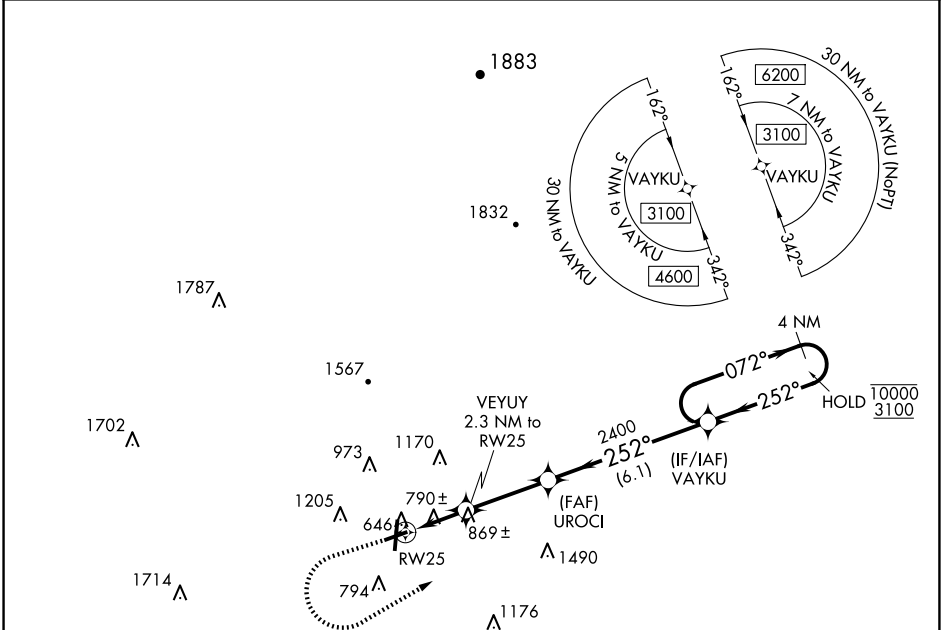 1883
162°
30 NM to VAYKU
5 NM to VAYKU
VAYKU
3100
4600
342°
162°
6200
30 NM to VAYKU (NoPT)
7 NM to VAYKU
3100
VAYKU
342°
1832
1787
4 NM
072°
252°
HOLD
10000
3100
1567
VEYUY
2.3 NM to
RW25
2400
252°
(6.1)
(IF/IAF)
VAYKU
1702
973
1170
(FAF)
UROCI
1205
790±
646
869±
RW25
1490
794
1714
1176